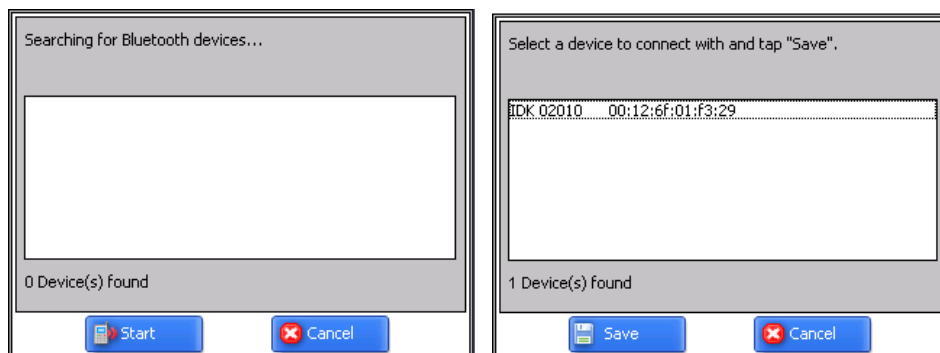 Searching for Bluetooth devices...
0 Device(s) found
Start
Cancel
Select a device to connect with and tap "Save".
IDK 02010 00:12:6f:01:f3:29
1 Device(s) found
Save
Cancel